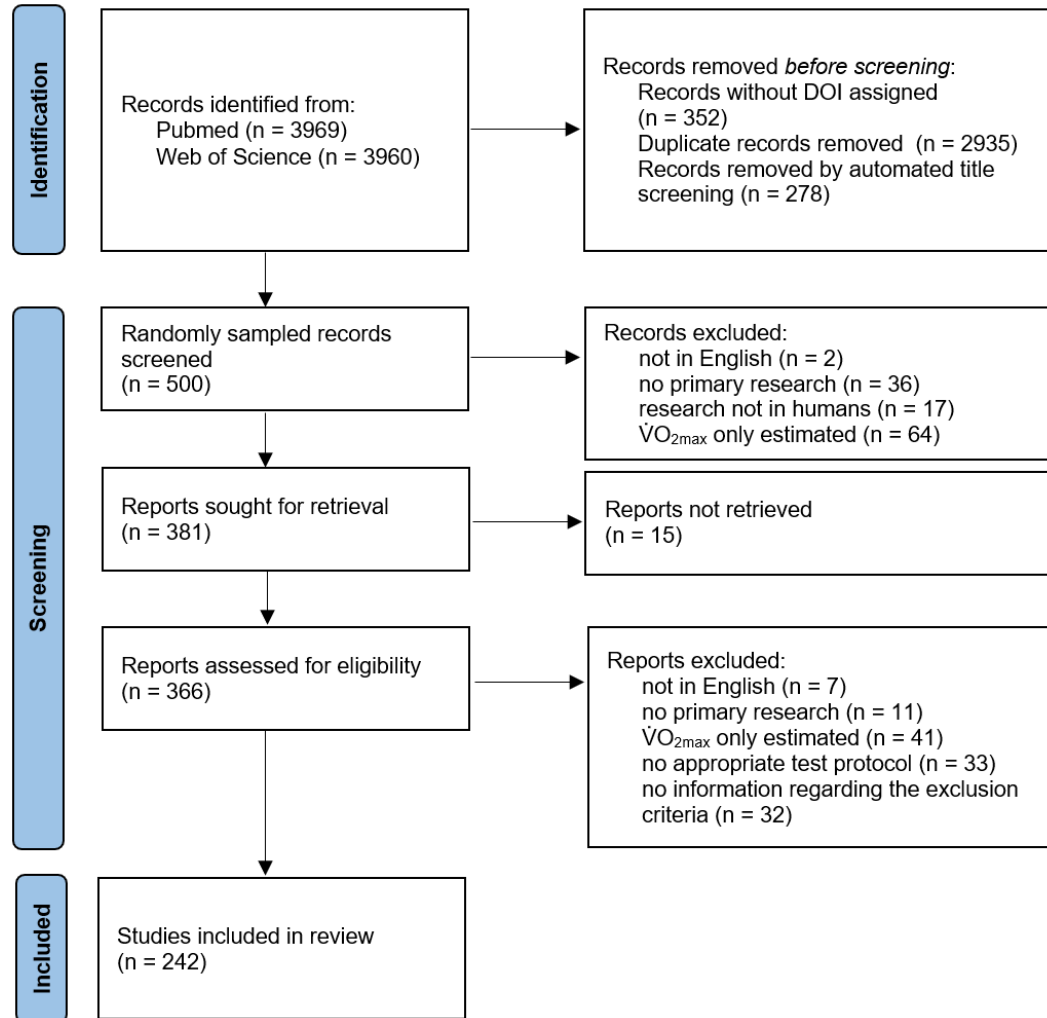 Identification
Records identified from:
Pubmed (n = 3969)
Web of Science (n = 3960)
Records removed before screening:
Records without DOI assigned
(n = 352)
Duplicate records removed (n = 2935)
Records removed by automated title
screening (n = 278)
Screening
Randomly sampled records
screened
(n = 500)
Records excluded:
not in English (n = 2)
no primary research (n = 36)
research not in humans (n = 17)
V̇O₂max only estimated (n = 64)
Reports sought for retrieval
(n = 381)
Reports not retrieved
(n = 15)
Reports assessed for eligibility
(n = 366)
Reports excluded:
not in English (n = 7)
no primary research (n = 11)
V̇O₂max only estimated (n = 41)
no appropriate test protocol (n = 33)
no information regarding the exclusion
criteria (n = 32)
Included
Studies included in review
(n = 242)